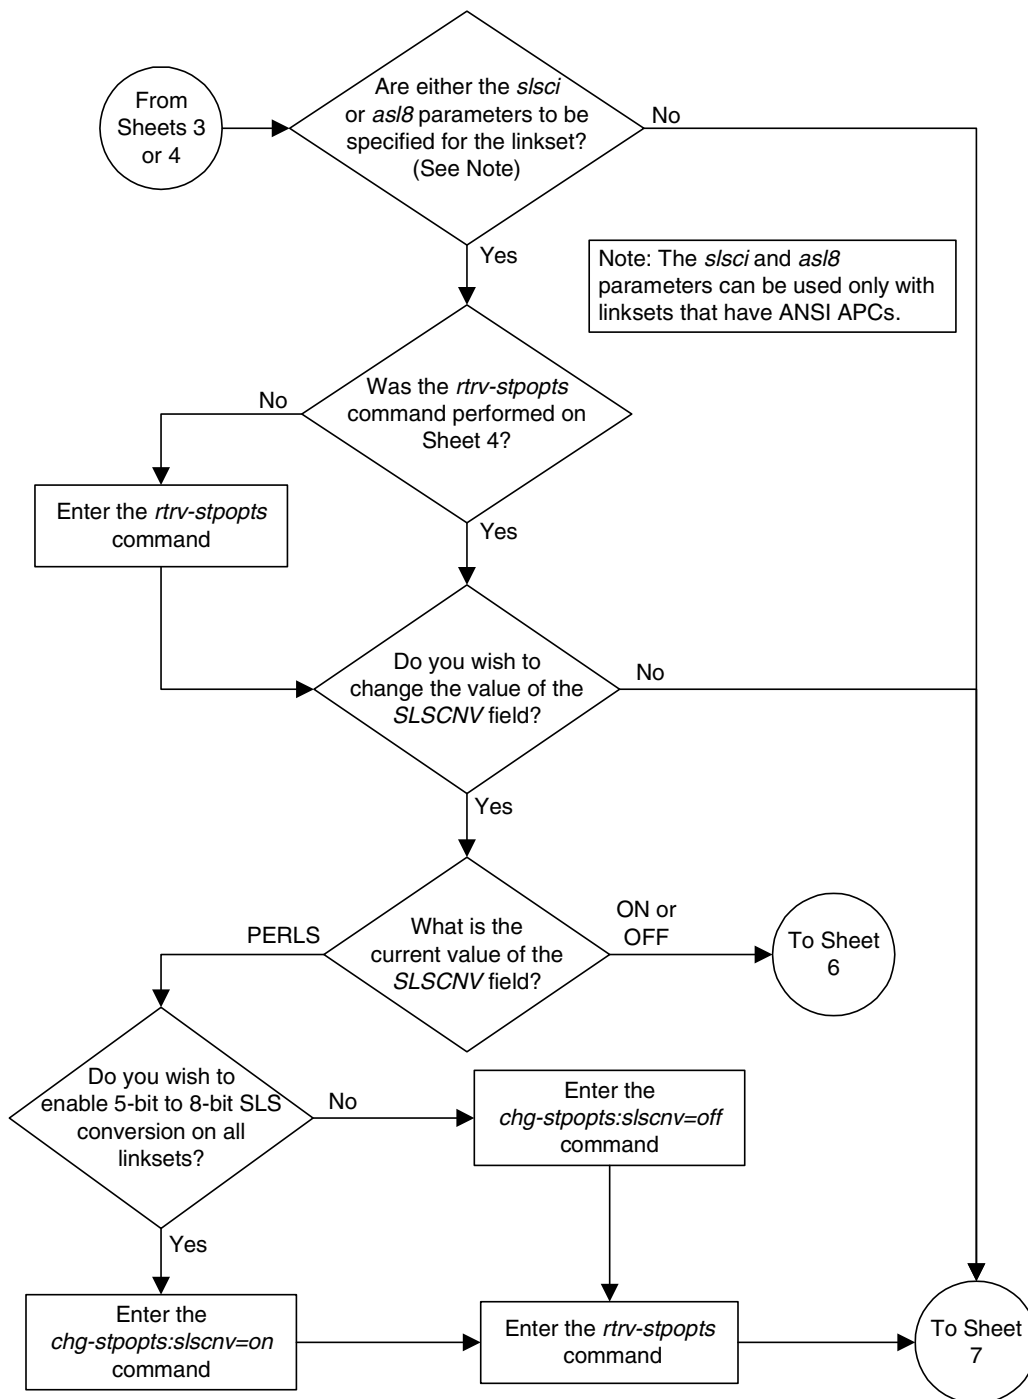 From
Sheets 3
or 4
Are either the slsci
or asl8 parameters to be
specified for the linkset?
(See Note)
No
Yes
Note: The slsci and asl8
parameters can be used only with
linksets that have ANSI APCs.
Was the rtrv-stpopts
command performed on
Sheet 4?
No
Enter the rtrv-stpopts
command
Yes
Do you wish to
change the value of the
SLSCNV field?
No
Yes
What is the
current value of the
SLSCNV field?
PERLS
ON or
OFF
To Sheet
6
Do you wish to
enable 5-bit to 8-bit SLS
conversion on all
linksets?
No
Enter the
chg-stpopts:slscnv=off
command
Yes
Enter the
chg-stpopts:slscnv=on
command
Enter the rtrv-stpopts
command
To Sheet
7